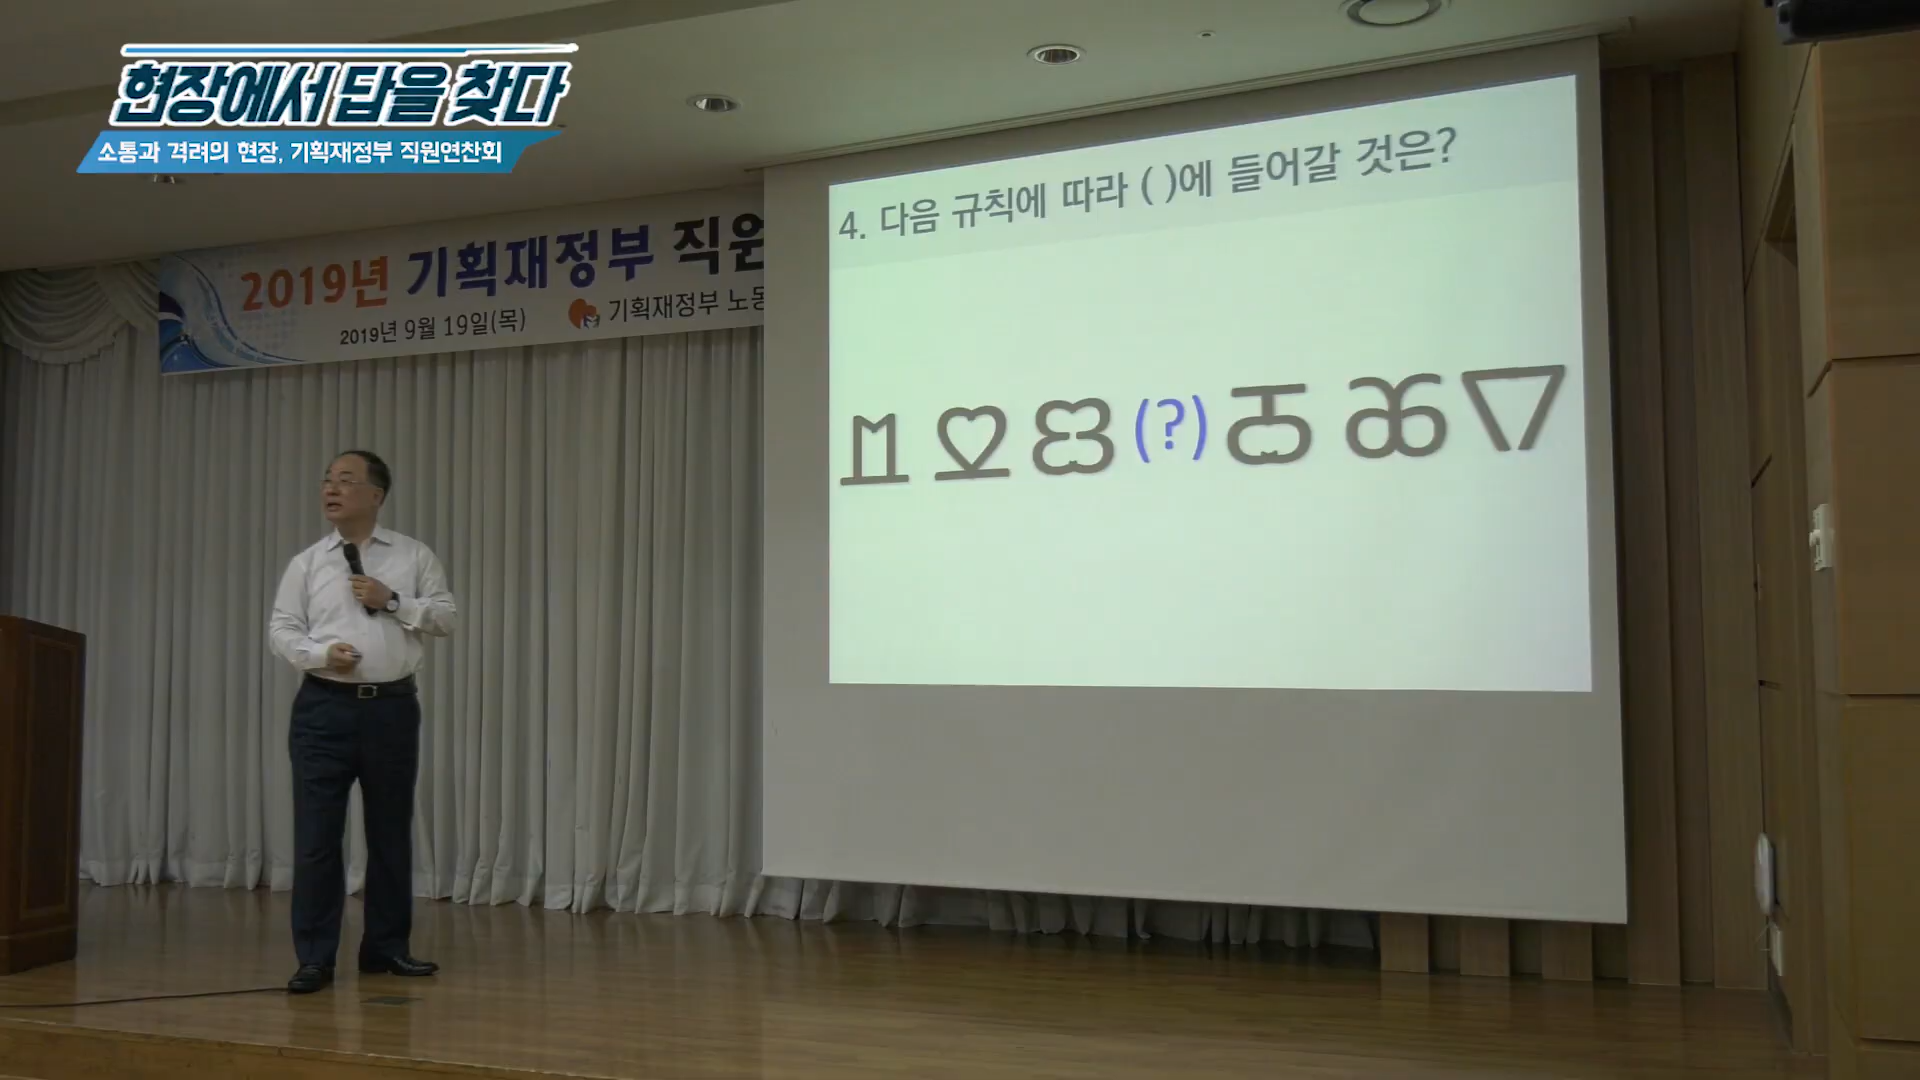 현장에서 답을 찾다
소통과 격려의 현장, 기획재정부 직원연찬회
2019년 기획재정부 직원
2019년 9월 19일(목)
기획재정부 노동
4. 다음 규칙에 따라 ( )에 들어갈 것은?
(?)